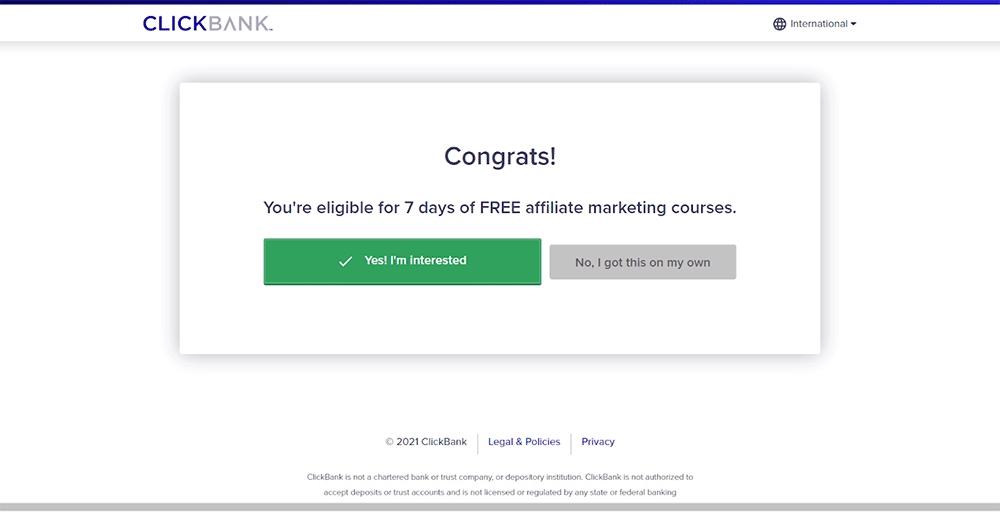 CLICKBANK™
International
Congrats!
You're eligible for 7 days of FREE affiliate marketing courses.
Yes! I'm interested
No, I got this on my own
© 2021 ClickBank
Legal & Policies
Privacy
ClickBank is not a chartered bank or trust company, or depository institution. ClickBank is not authorized to
accept deposits or trust accounts and is not licensed or regulated by any state or federal banking